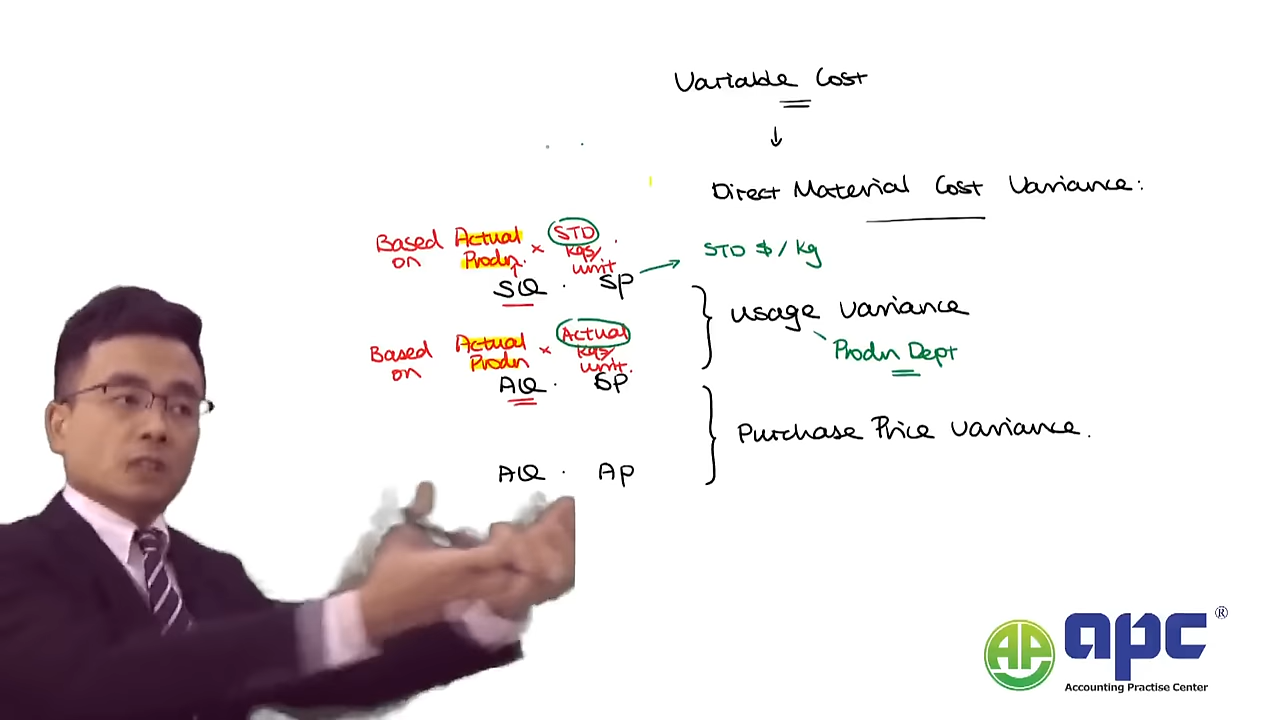 Variable Cost
↓
Direct Material Cost Variance:
Based Actual × STD
on Prodn. kgs/
unit
SQ . SP → STD $ / kg
Usage Variance
Prodn Dept
Based Actual × Actual
on Prodn kgs/
unit.
AQ . SP
Purchase Price Variance.
AQ . AP
AP apc®
Accounting Practise Center